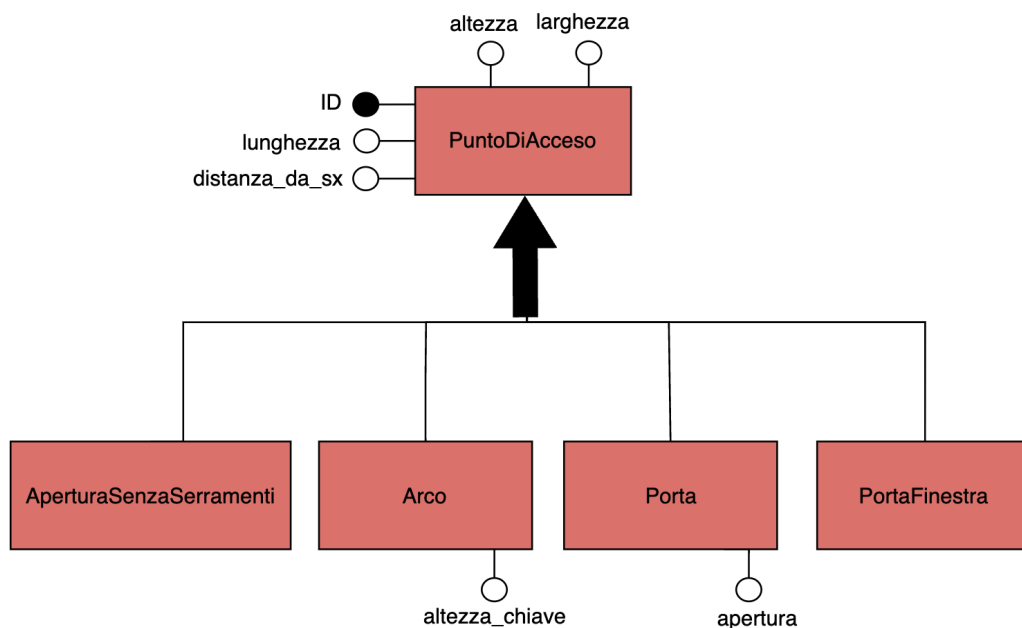 altezza
larghezza
ID
lunghezza
PuntoDiAcceso
distanza_da_sx
AperturaSenzaSerramenti
Arco
Porta
PortaFinestra
altezza_chiave
apertura